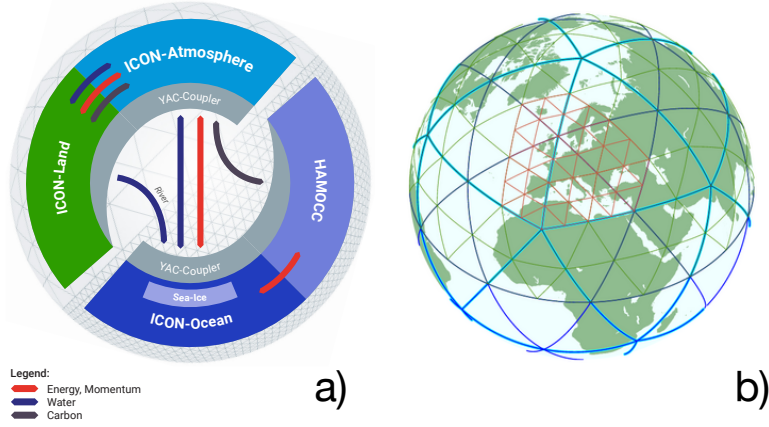 ICON-Atmosphere
YAC-Coupler
ICON-Land
HAMOCC
River
YAC-Coupler
Sea-Ice
ICON-Ocean
Legend:
Energy, Momentum
Water
Carbon
a)
b)